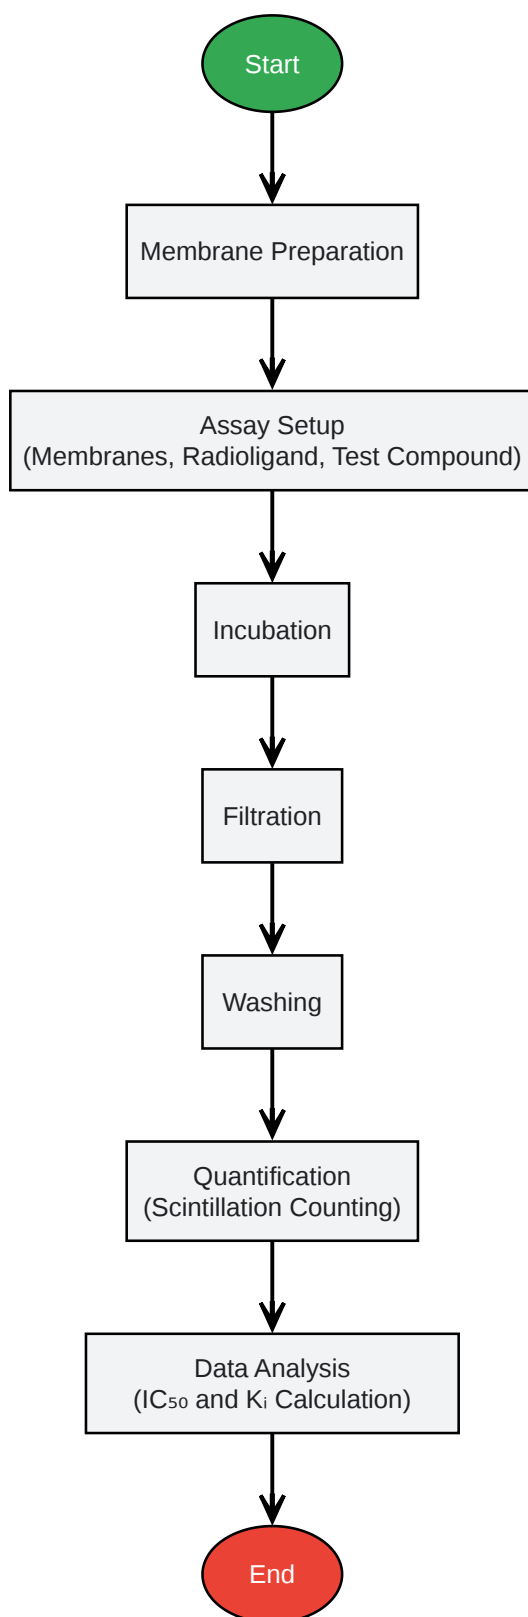 Start
Membrane Preparation
Assay Setup
(Membranes, Radioligand, Test Compound)
Incubation
Filtration
Washing
Quantification
(Scintillation Counting)
Data Analysis
(IC₅₀ and Kᵢ Calculation)
End